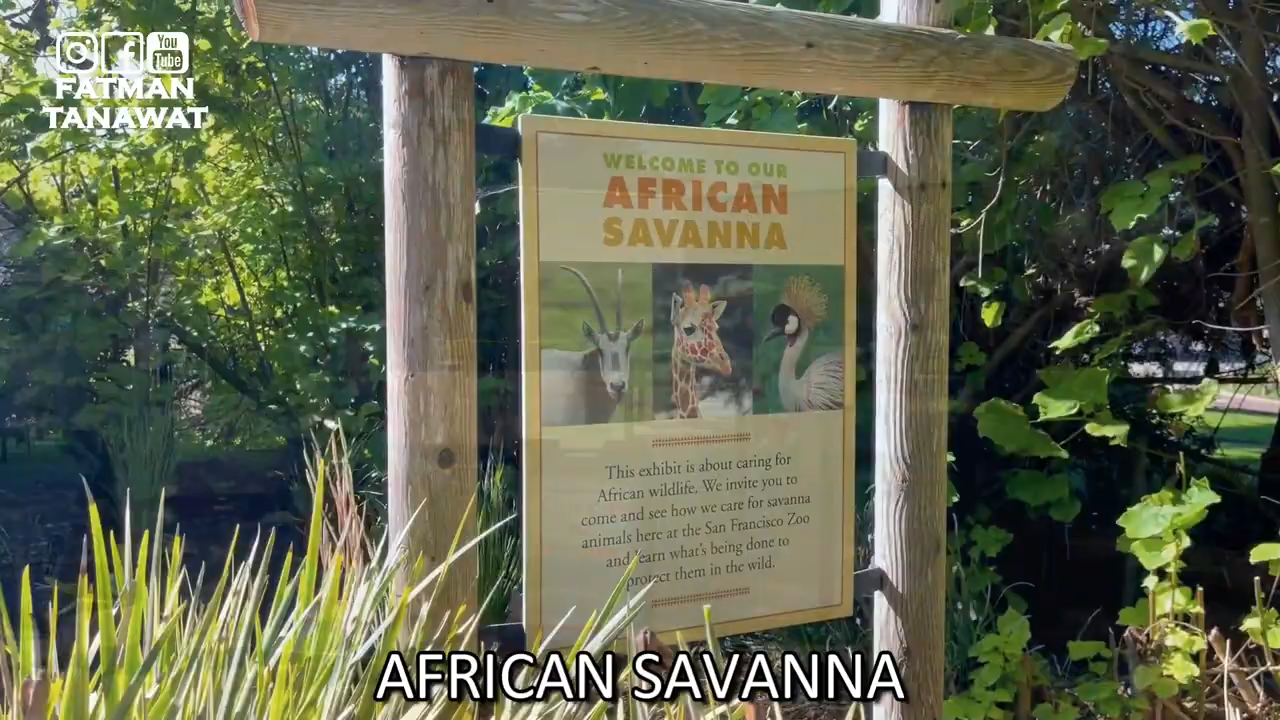 You
Tube
FATMAN
TANAWAT
WELCOME TO OUR
AFRICAN
SAVANNA
This exhibit is about caring for
African wildlife. We invite you to
come and see how we care for savanna
animals here at the San Francisco Zoo
and learn what's being done to
protect them in the wild.
AFRICAN SAVANNA